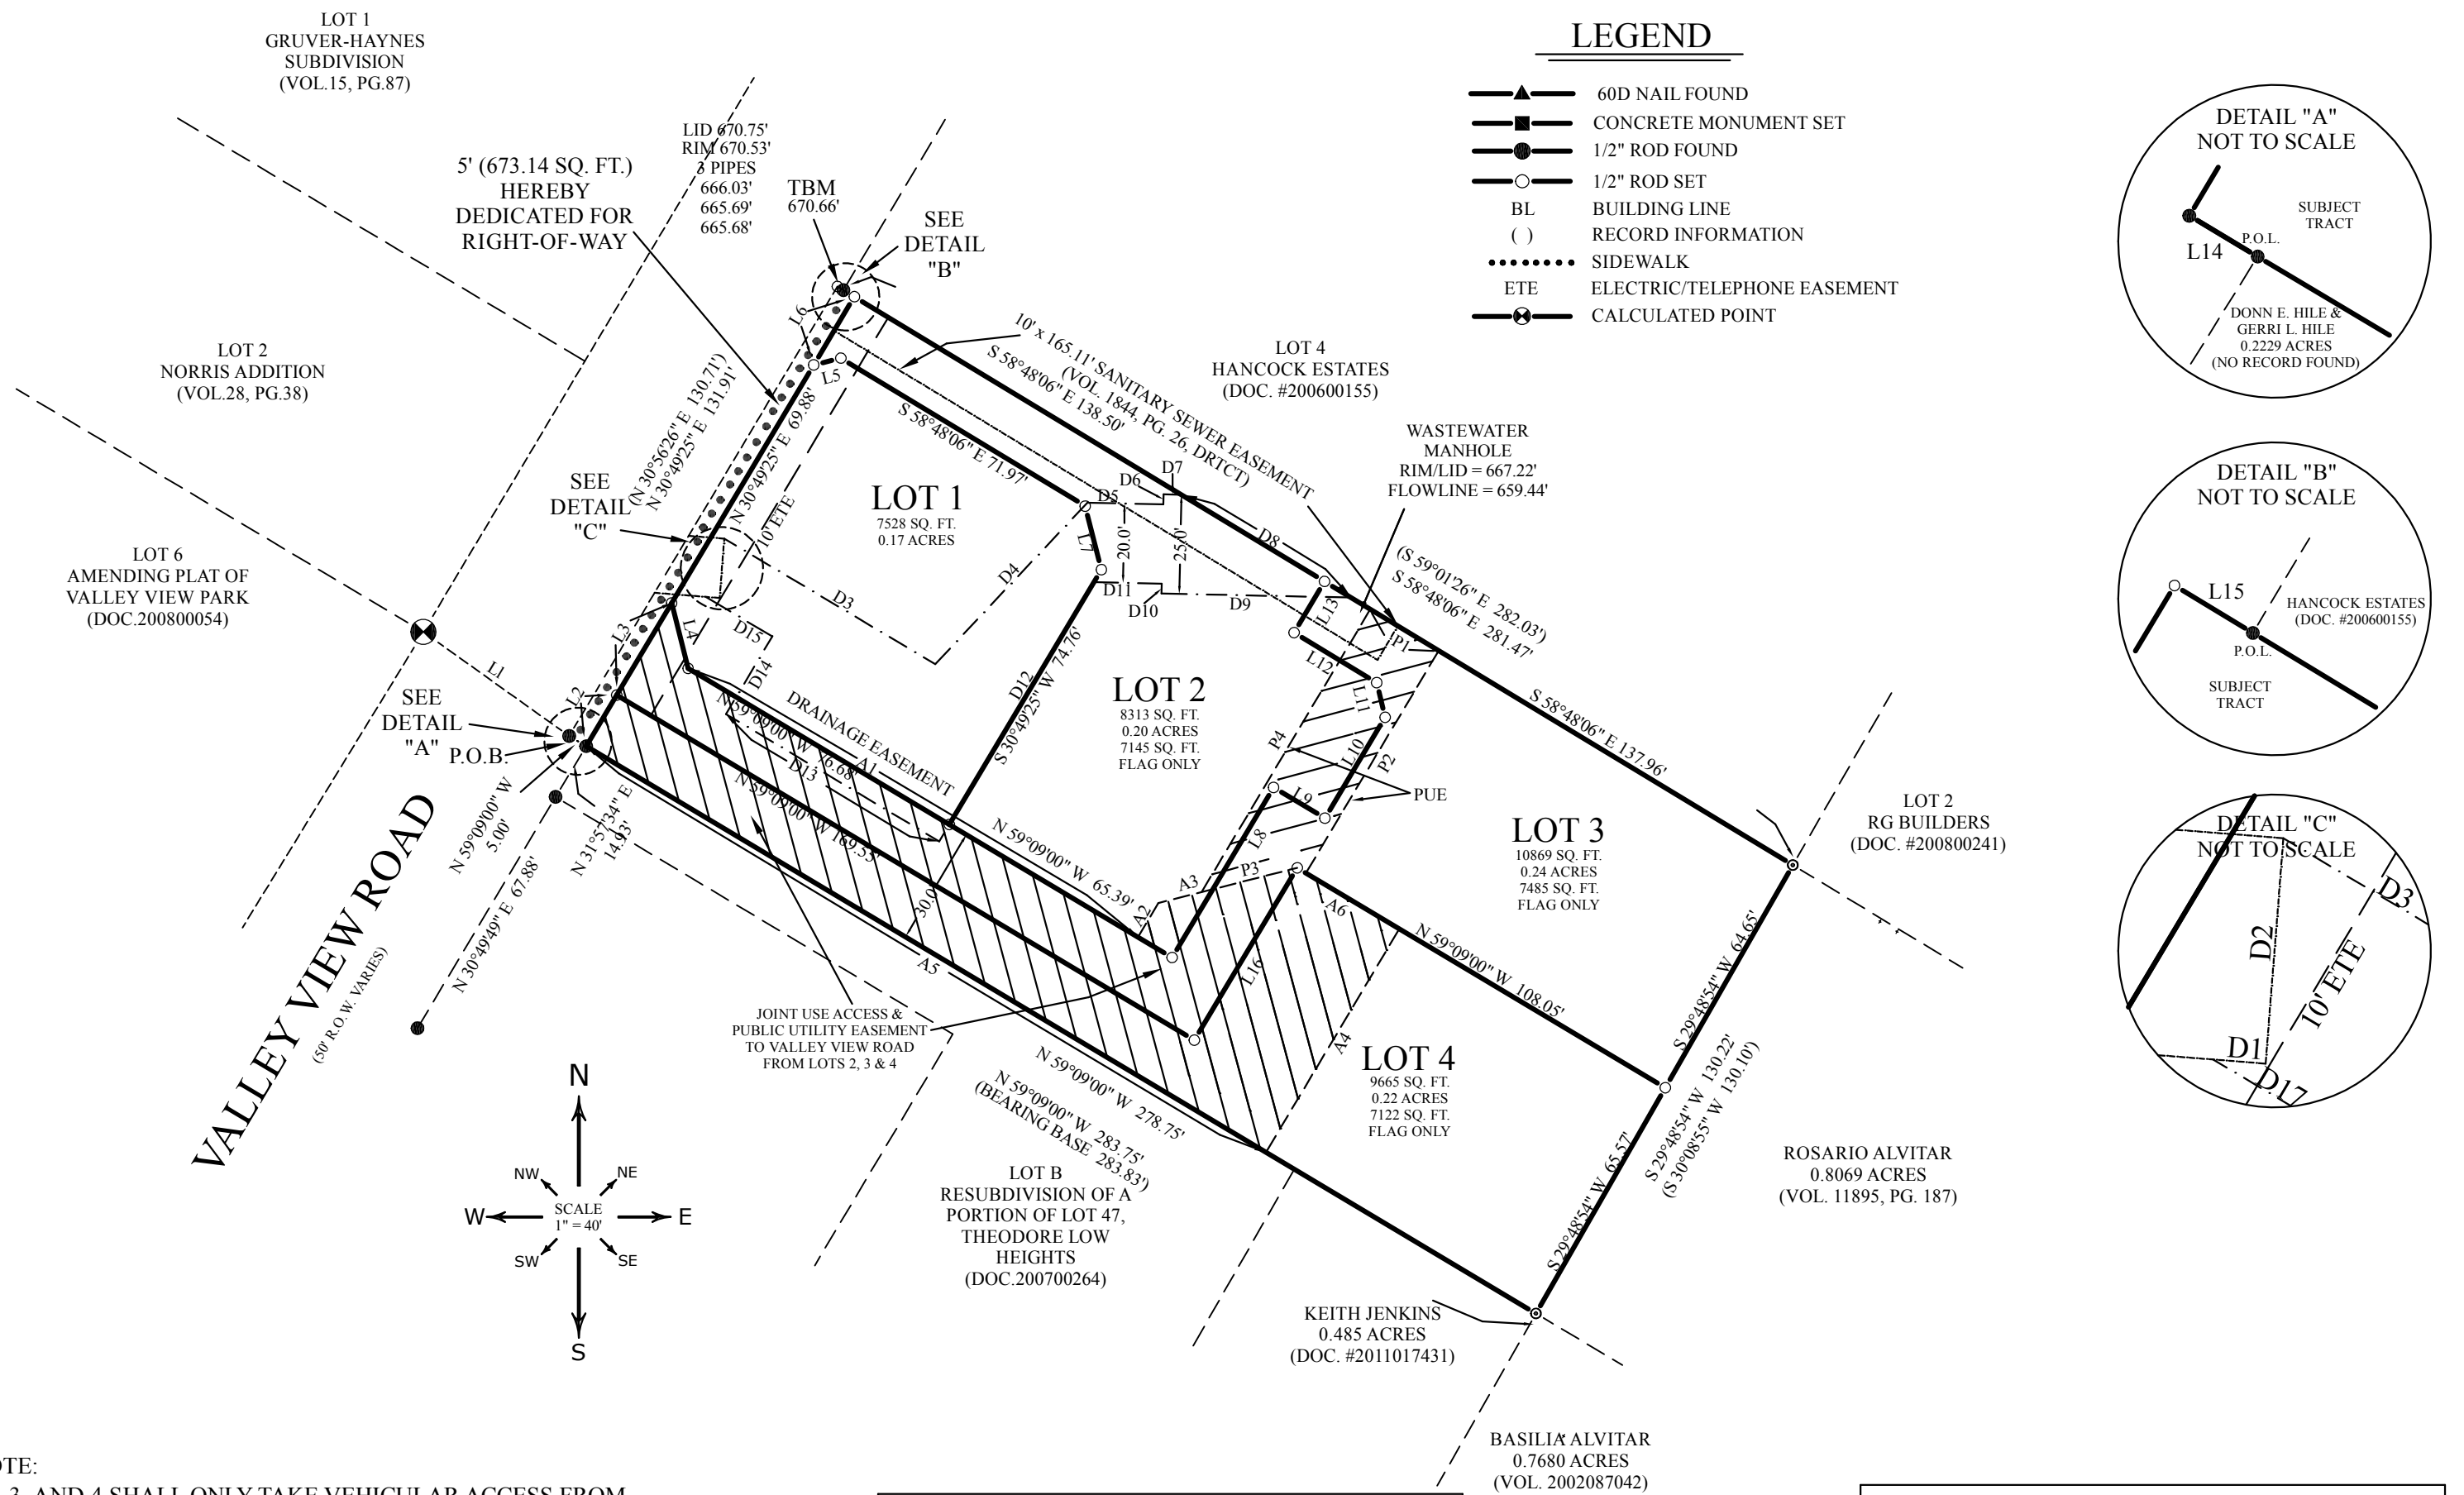 LOT 1
GRUVER-HAYNES
SUBDIVISION
(VOL.15, PG.87)
LID 670.75'
RIM 670.53'
3 PIPES
666.03'
665.69'
665.68'
5' (673.14 SQ. FT.)
HEREBY
DEDICATED FOR
RIGHT-OF-WAY
TBM
670.66'
SEE
DETAIL
"B"
LEGEND
60D NAIL FOUND
CONCRETE MONUMENT SET
1/2" ROD FOUND
1/2" ROD SET
BL BUILDING LINE
( ) RECORD INFORMATION
SIDEWALK
ETE ELECTRIC/TELEPHONE EASEMENT
CALCULATED POINT
DETAIL "A"
NOT TO SCALE
SUBJECT
TRACT
P.O.L.
L14
DONN E. HILE &
GERRI L. HILE
0.2229 ACRES
(NO RECORD FOUND)
LOT 2
NORRIS ADDITION
(VOL.28, PG.38)
L6
L5
10' x 165.11' SANITARY SEWER EASEMENT
(VOL. 1844, PG. 26, DRTCT)
S 58°48'06" E 138.50'
LOT 4
HANCOCK ESTATES
(DOC. #200600155)
(N 30°56'26" E 130.71')
N 30°49'25" E 131.91'
N 30°49'25" E 69.88'
S 58°48'06" E 71.97'
10' ETE
WASTEWATER
MANHOLE
RIM/LID = 667.22'
FLOWLINE = 659.44'
DETAIL "B"
NOT TO SCALE
L15
HANCOCK ESTATES
(DOC. #200600155)
P.O.L.
SUBJECT
TRACT
SEE
DETAIL
"C"
LOT 1
7528 SQ. FT.
0.17 ACRES
D5
D6
D7
D8
L7
20.0'
25.0'
D4
D3
D11
D10
D9
L13
(S 59°01'26" E 282.03')
S 58°48'06" E 281.47'
LOT 6
AMENDING PLAT OF
VALLEY VIEW PARK
(DOC.200800054)
L1
L2
L3
L4
D15
D14
D13
D12
S 30°49'25" W 74.76'
L12
P1
L11
L10
P2
P4
L9
L8
PUE
S 58°48'06" E 137.96'
SEE
DETAIL
"A"
P.O.B.
DRAINAGE EASEMENT
N 59°09'00" W 76.68'
A1
N 59°09'00" W 169.55'
LOT 2
8313 SQ. FT.
0.20 ACRES
7145 SQ. FT.
FLAG ONLY
LOT 3
10869 SQ. FT.
0.24 ACRES
7485 SQ. FT.
FLAG ONLY
LOT 2
RG BUILDERS
(DOC. #200800241)
DETAIL "C"
NOT TO SCALE
D3
D2
10' ETE
D1
D17
N 59°09'00" W
5.00'
N 31°57'34" E
14.93'
N 30°49'49" E 67.88'
VALLEY VIEW ROAD
(50' R.O.W. VARIES)
N 59°09'00" W 65.39'
30.0'
A2
A3
P3
A6
L16
A4
A5
N 59°09'00" W 108.05'
S 29°48'54" W 64.65'
JOINT USE ACCESS &
PUBLIC UTILITY EASEMENT
TO VALLEY VIEW ROAD
FROM LOTS 2, 3 & 4
N 59°09'00" W 278.75'
N 59°09'00" W 283.75'
(BEARING BASE 283.83')
LOT 4
9665 SQ. FT.
0.22 ACRES
7122 SQ. FT.
FLAG ONLY
S 29°48'54" W 130.22'
(S 30°08'55" W 130.10')
S 29°48'54" W 65.57'
N
NW
NE
W
SCALE
1" = 40'
E
SW
SE
S
LOT B
RESUBDIVISION OF A
PORTION OF LOT 47,
THEODORE LOW
HEIGHTS
(DOC.200700264)
ROSARIO ALVITAR
0.8069 ACRES
(VOL. 11895, PG. 187)
KEITH JENKINS
0.485 ACRES
(DOC. #2011017431)
BASILIA ALVITAR
0.7680 ACRES
(VOL. 2002087042)
OTE:
3, AND 4 SHALL ONLY TAKE VEHICULAR ACCESS FROM